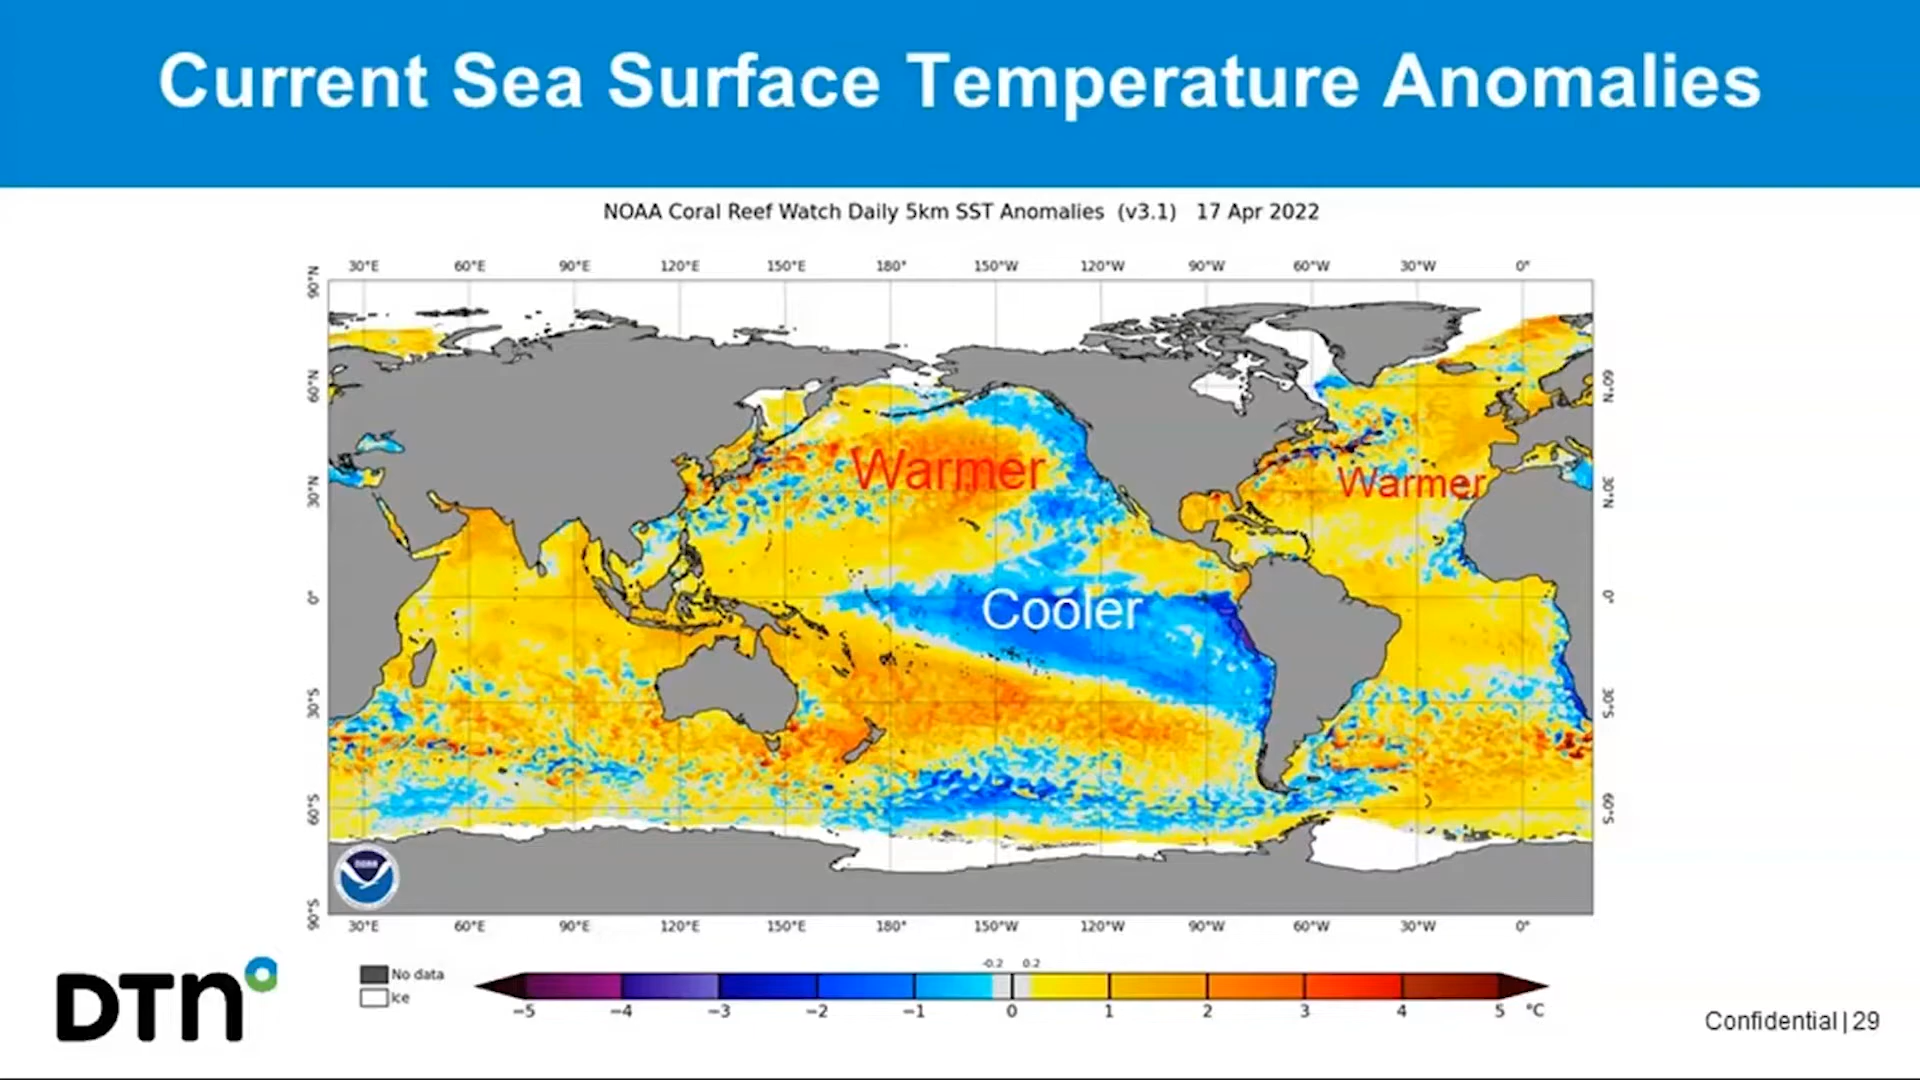 Current Sea Surface Temperature Anomalies
NOAA Coral Reef Watch Daily 5km SST Anomalies (v3.1) 17 Apr 2022
30°E 60°E 90°E 120°E 150°E 180° 150°W 120°W 90°W 60°W 30°W 0°
90°N
60°N 60°N
Warmer
Warmer
30°N 30°N
0° 0°
Cooler
30°S 30°S
60°S 60°S
NOAA
90°S
30°E 60°E 90°E 120°E 150°E 180° 150°W 120°W 90°W 60°W 30°W 0°
DTN
No data
Ice
-0.2 0.2
−5 −4 −3 −2 −1 0 1 2 3 4 5 °C
Confidential | 29